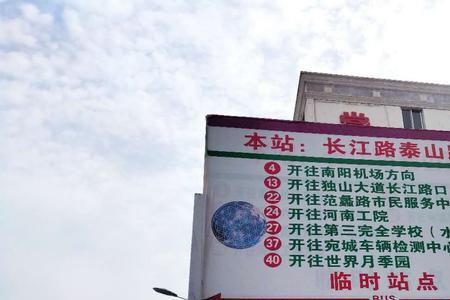 本站：长江路泰山
4 开往南阳机场方向
13 开往独山大道长江路口
22 开往范蠡路市民服务中
24 开往河南工院
27 开往第三完全学校（水
37 开往宛城车辆检测中心
40 开往世界月季园
临时站点
BUS